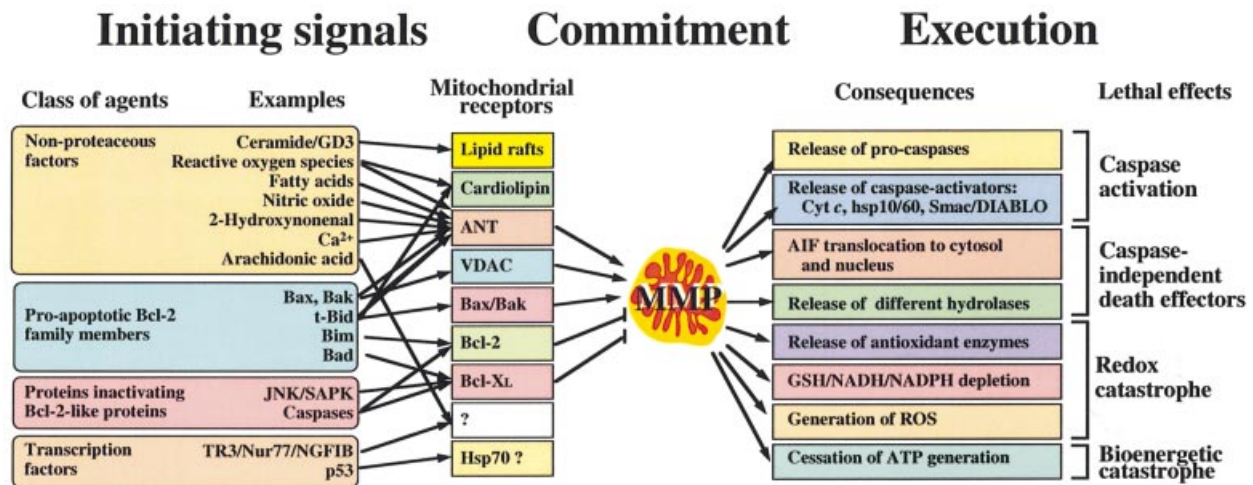 Initiating signals
Commitment
Execution
Class of agents
Examples
Mitochondrial
receptors
Consequences
Lethal effects
Non-proteaceous
factors
Ceramide/GD3
Reactive oxygen species
Fatty acids
Nitric oxide
2-Hydroxynonenal
Ca²⁺
Arachidonic acid
Pro-apoptotic Bcl-2
family members
Bax, Bak
t-Bid
Bim
Bad
Proteins inactivating
Bcl-2-like proteins
JNK/SAPK
Caspases
Transcription
factors
TR3/Nur77/NGFIB
p53
Lipid rafts
Cardiolipin
ANT
VDAC
Bax/Bak
Bcl-2
Bcl-XL
?
Hsp70 ?
MMP
Release of pro-caspases
Release of caspase-activators:
Cyt c, hsp10/60, Smac/DIABLO
AIF translocation to cytosol
and nucleus
Release of different hydrolases
Release of antioxidant enzymes
GSH/NADH/NADPH depletion
Generation of ROS
Cessation of ATP generation
Caspase
activation
Caspase-
independent
death effectors
Redox
catastrophe
Bioenergetic
catastrophe